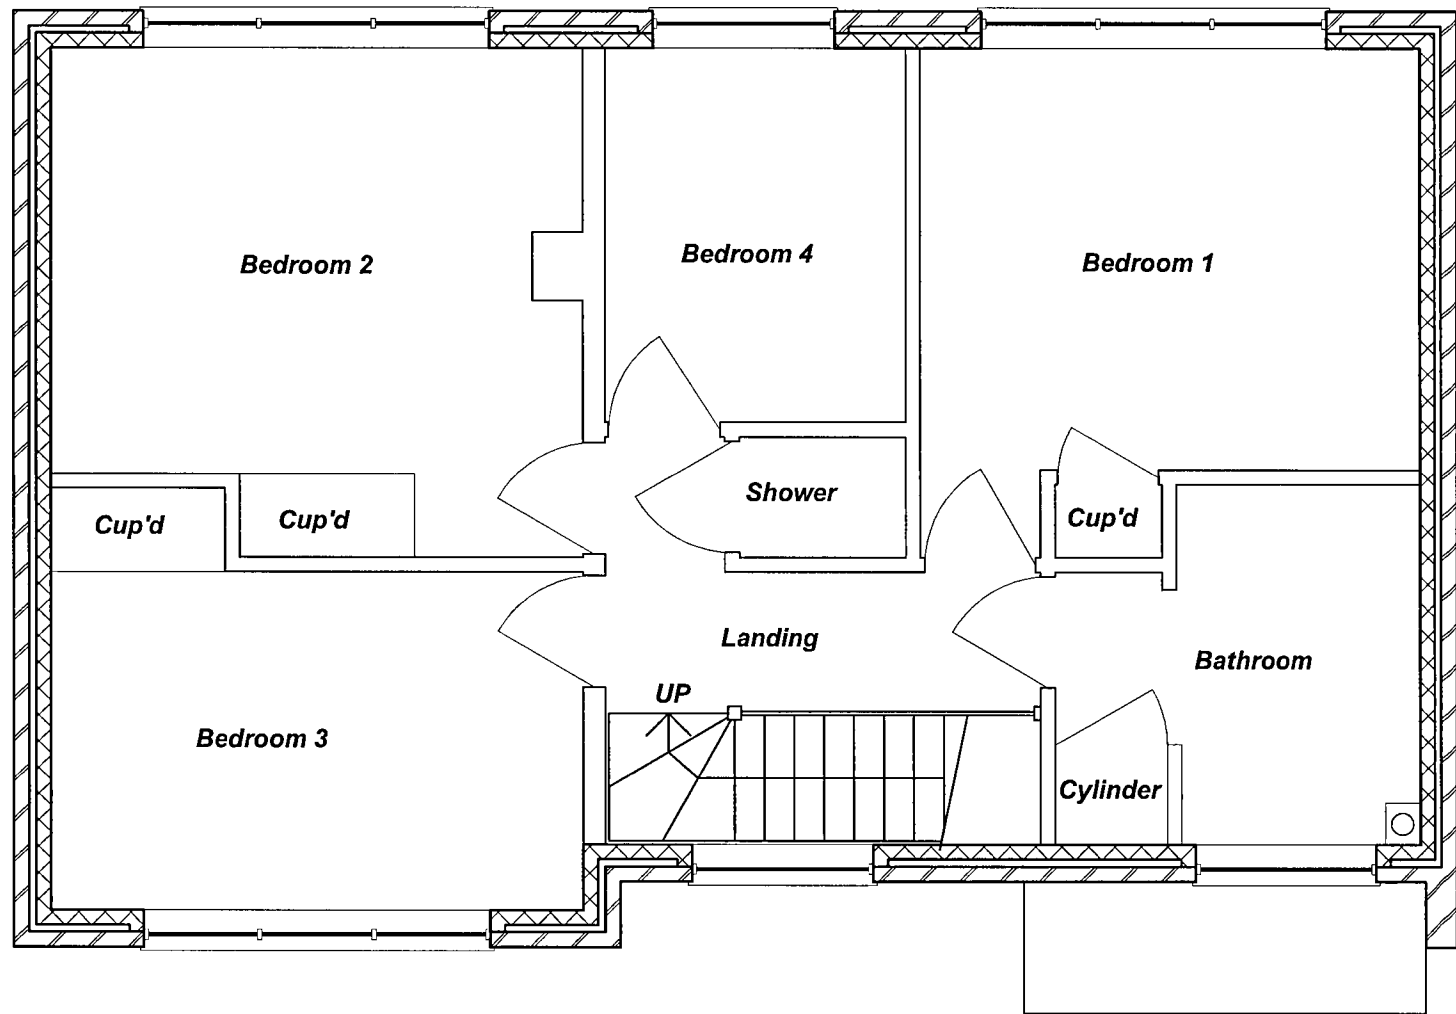 Bedroom 2
Bedroom 4
Bedroom 1
Cup'd
Cup'd
Shower
Cup'd
Landing
Bathroom
UP
Bedroom 3
Cylinder